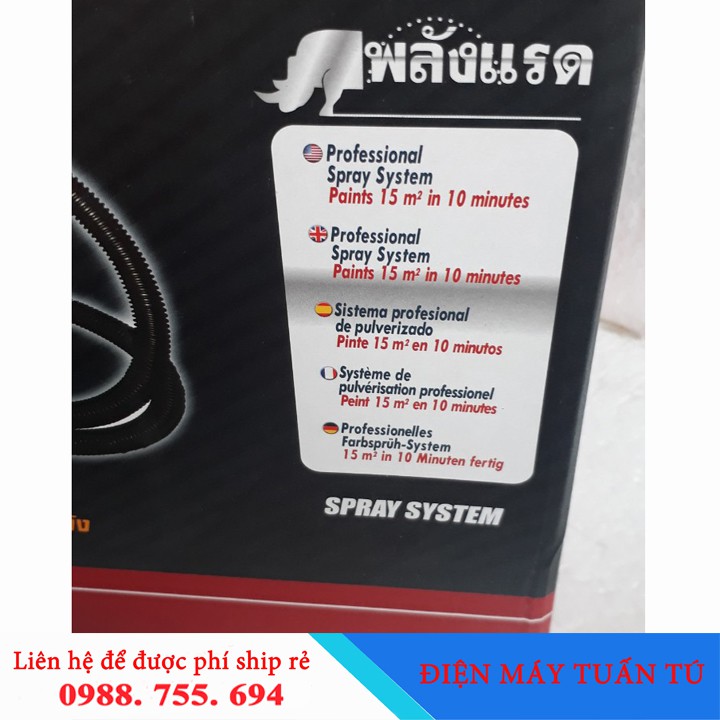 พลังแรด
Professional
Spray System
Paints 15 m² in 10 minutes
Professional
Spray System
Paints 15 m² in 10 minutes
Sistema profesional
de pulverizado
Pinte 15 m² en 10 minutos
Système de
pulvérisation professionel
Peint 15 m² en 10 minutes
Professionelles
Farbsprüh-System
15 m² in 10 Minuten fertig
SPRAY SYSTEM
Liên hệ để được phí ship rẻ
0988. 755. 694
ĐIỆN MÁY TUẤN TÚ